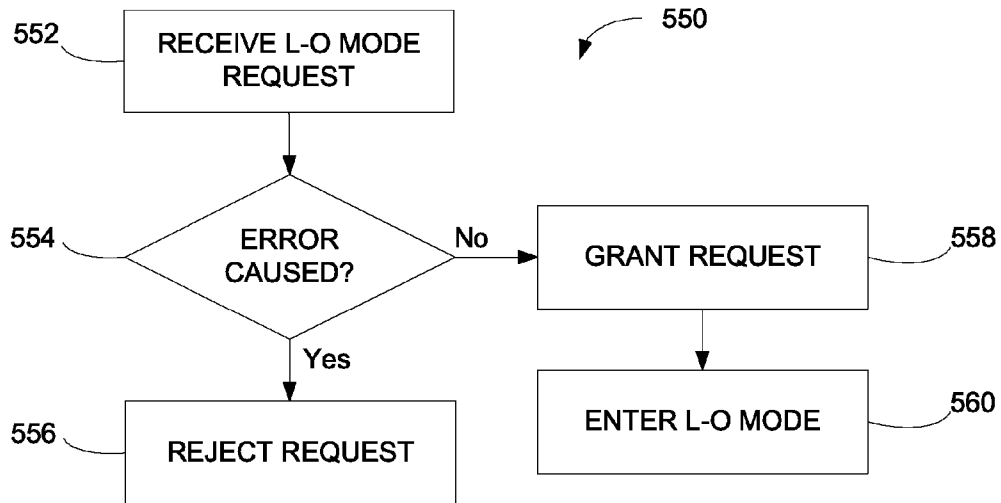 550
552
RECEIVE L-O MODE
REQUEST
554
ERROR
CAUSED?
No
GRANT REQUEST
558
Yes
556
REJECT REQUEST
ENTER L-O MODE
560